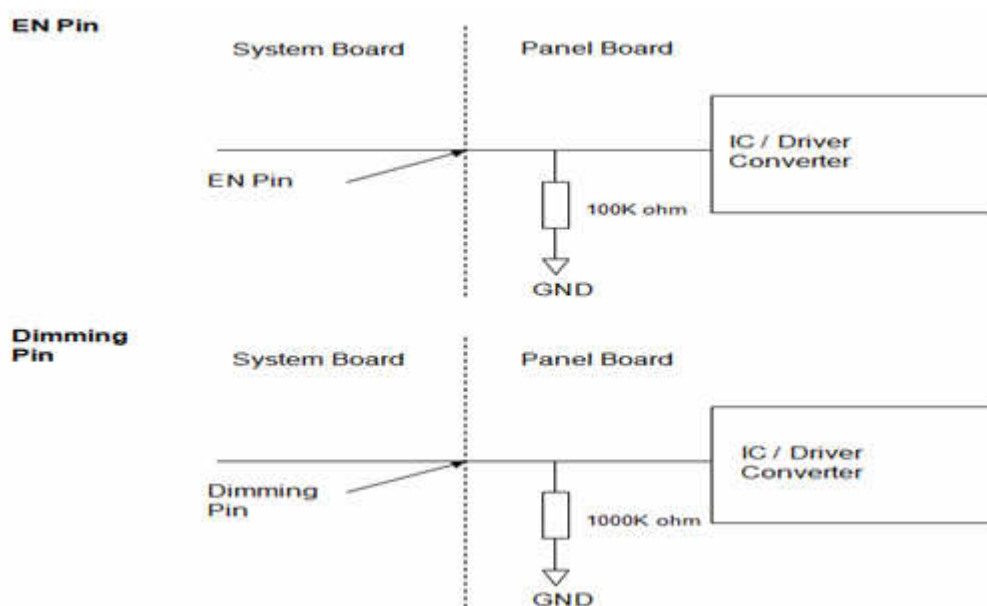 EN Pin
System Board
Panel Board
IC / Driver
Converter
EN Pin
100K ohm
GND
Dimming
Pin
System Board
Panel Board
IC / Driver
Converter
Dimming
Pin
1000K ohm
GND